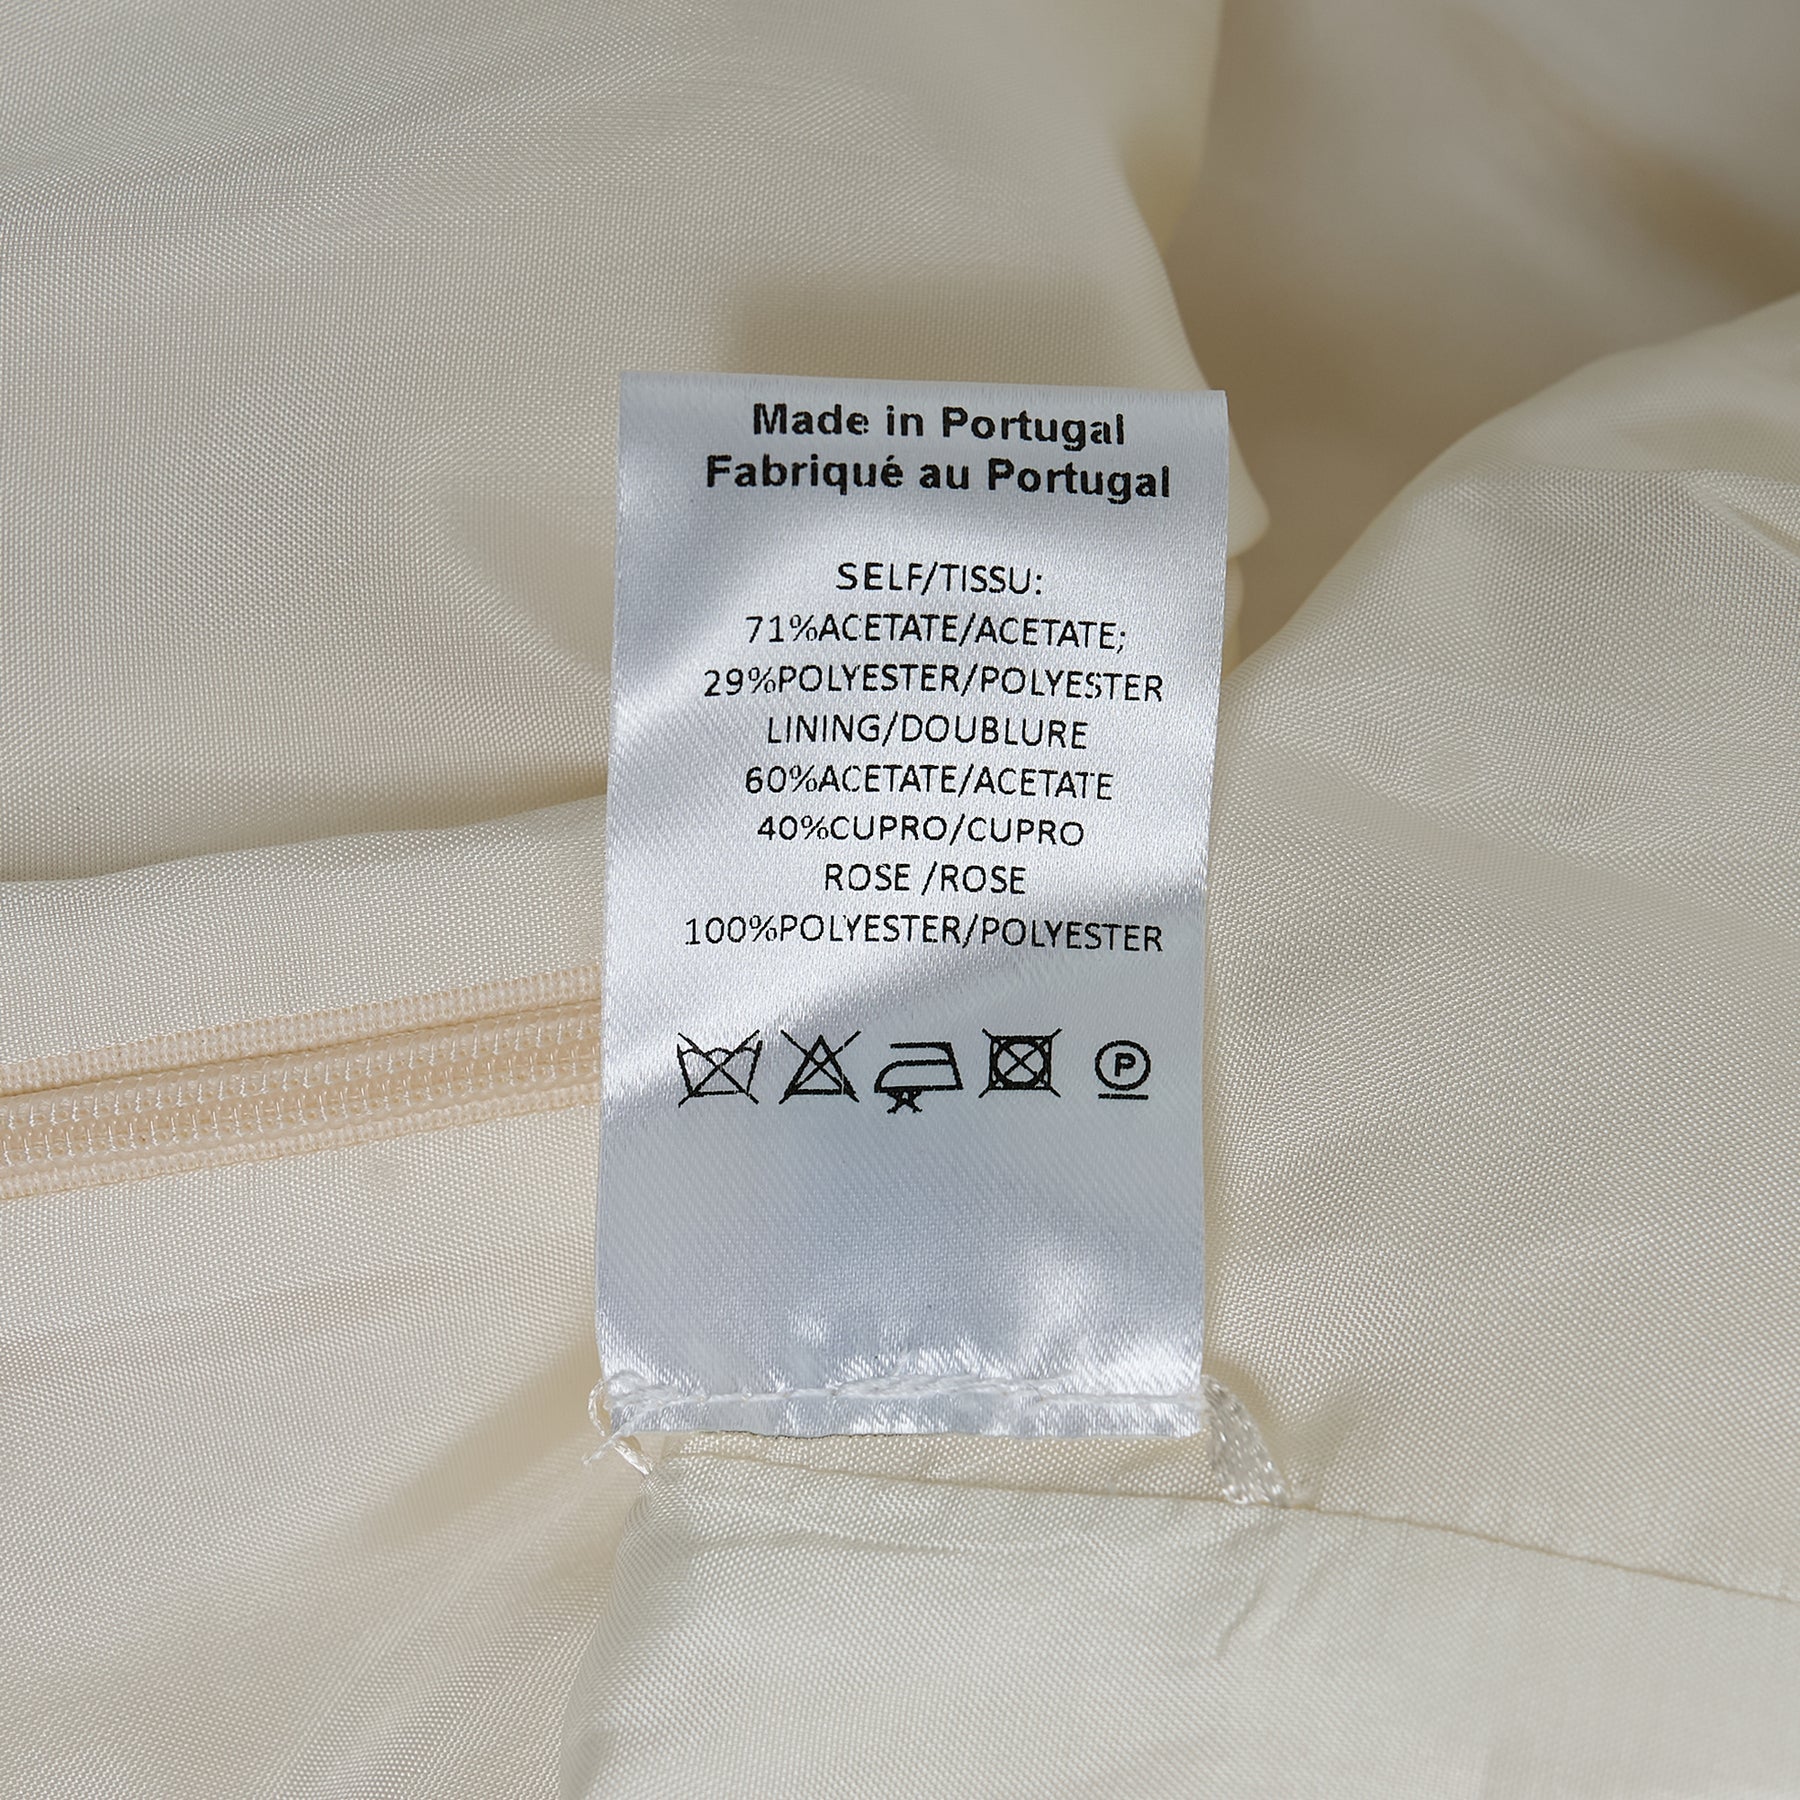 Made in Portugal
Fabriqué au Portugal
SELF/TISSU:
71%ACETATE/ACETATE;
29%POLYESTER/POLYESTER
LINING/DOUBLURE
60%ACETATE/ACETATE
40%CUPRO/CUPRO
ROSE /ROSE
100%POLYESTER/POLYESTER
P